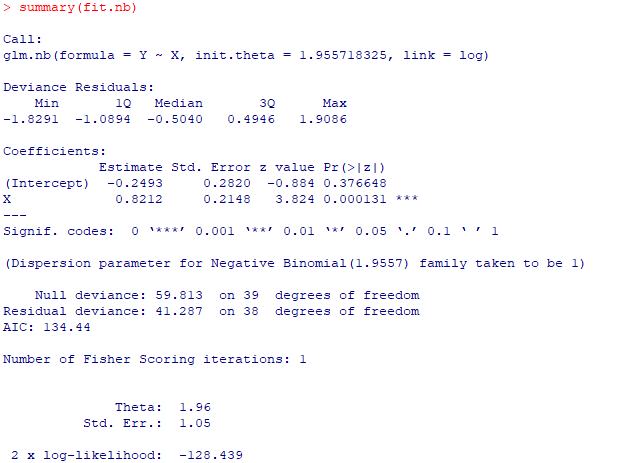 > summary(fit.nb)
Call:
glm.nb(formula = Y ~ X, init.theta = 1.955718325, link = log)
Deviance Residuals:
    Min       1Q   Median       3Q      Max
-1.8291  -1.0894  -0.5040   0.4946   1.9086
Coefficients:
            Estimate Std. Error z value Pr(>|z|)
(Intercept)  -0.2493     0.2820  -0.884 0.376648
X             0.8212     0.2148   3.824 0.000131 ***
---
Signif. codes:  0 ‘***’ 0.001 ‘**’ 0.01 ‘*’ 0.05 ‘.’ 0.1 ‘ ’ 1
(Dispersion parameter for Negative Binomial(1.9557) family taken to be 1)
    Null deviance: 59.813  on 39  degrees of freedom
Residual deviance: 41.287  on 38  degrees of freedom
AIC: 134.44
Number of Fisher Scoring iterations: 1
              Theta:  1.96
          Std. Err.:  1.05
 2 x log-likelihood:  -128.439